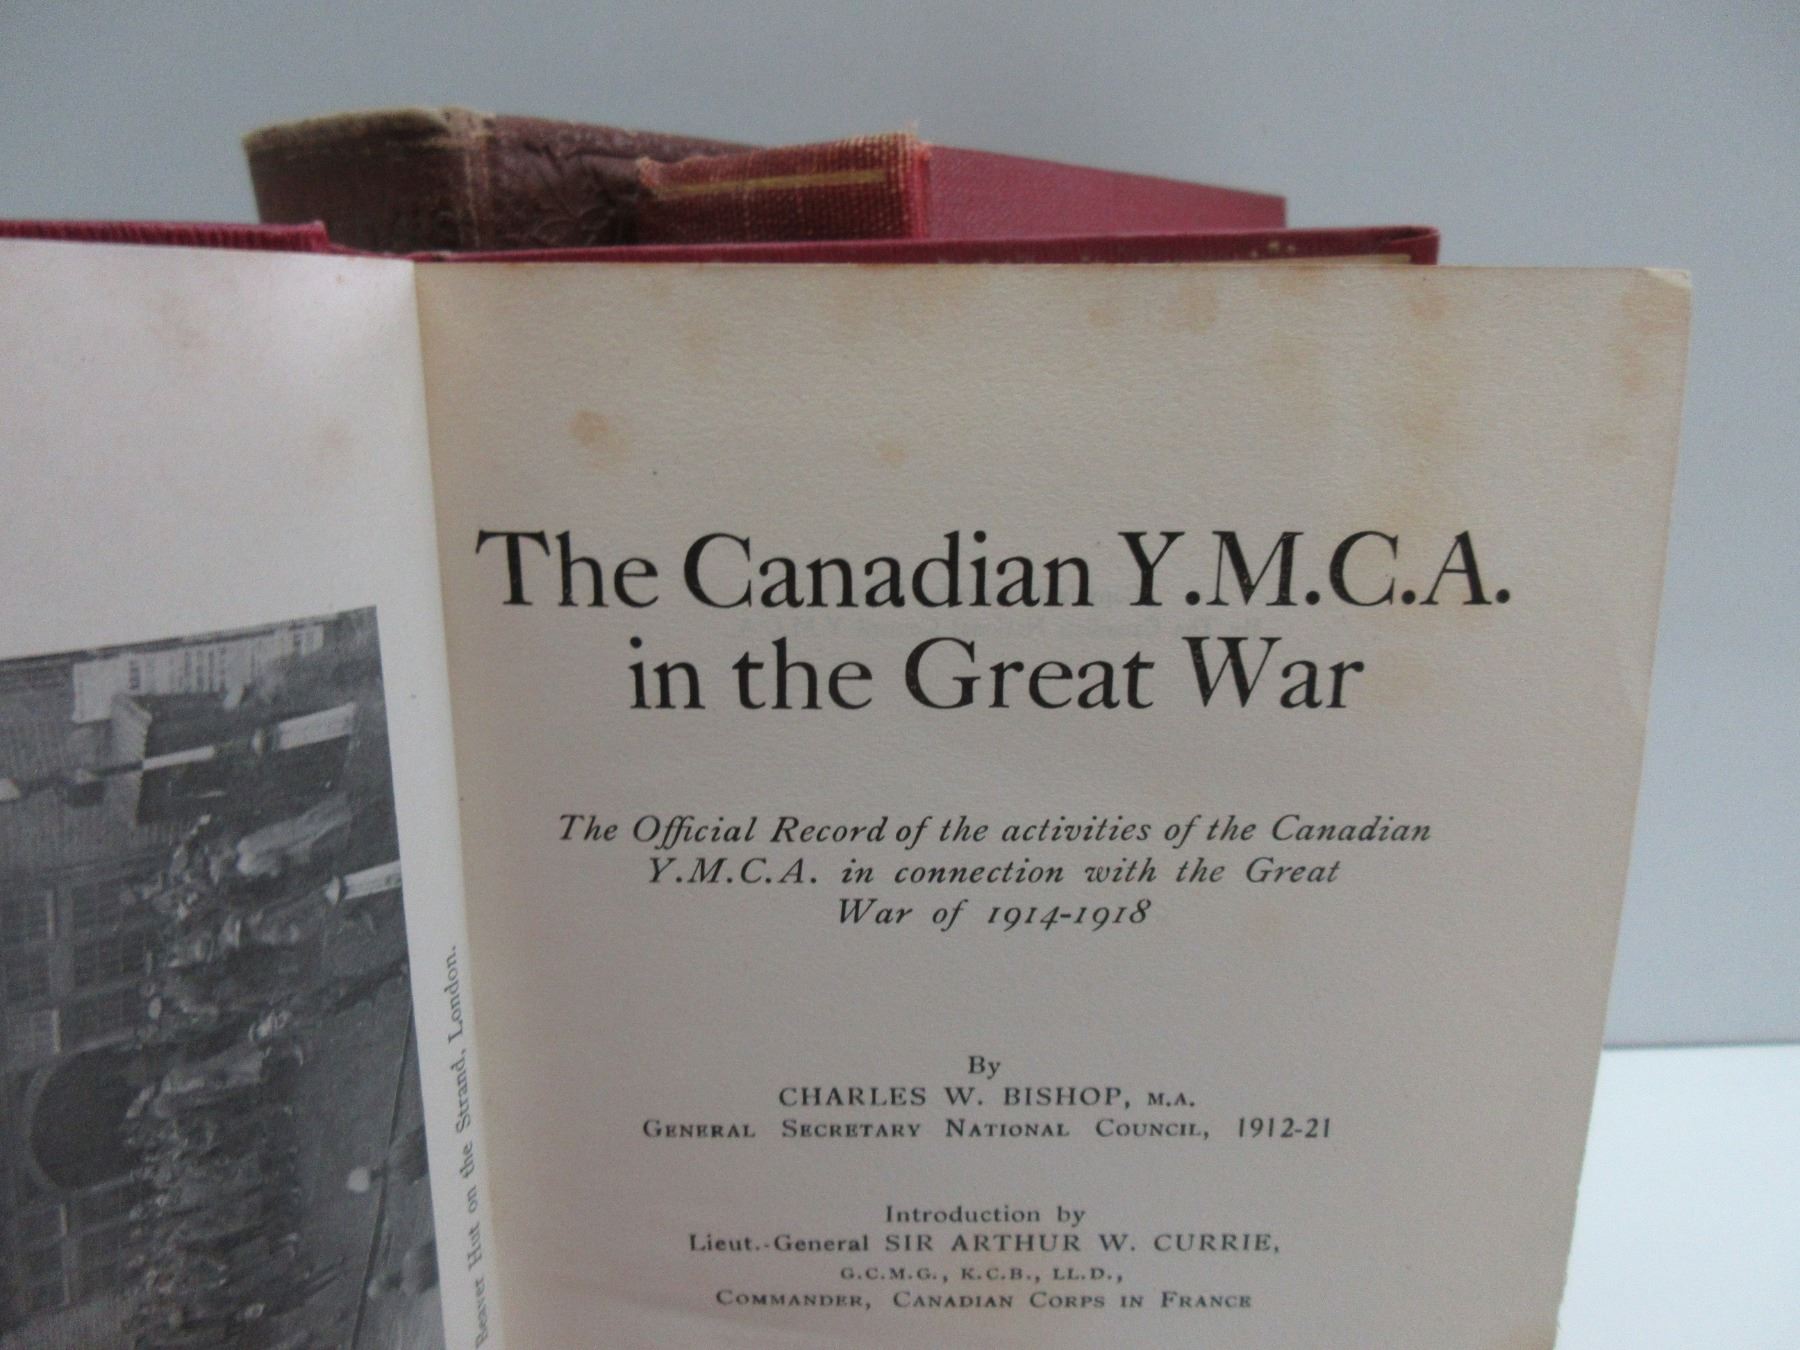 Beaver Hut on the Strand, London.
The Canadian Y.M.C.A.
in the Great War
The Official Record of the activities of the Canadian
Y.M.C.A. in connection with the Great
War of 1914-1918
By
CHARLES W. BISHOP, M.A.
GENERAL SECRETARY NATIONAL COUNCIL, 1912-21
Introduction by
Lieut.-General SIR ARTHUR W. CURRIE,
G.C.M.G., K.C.B., LL.D.,
COMMANDER, CANADIAN CORPS IN FRANCE